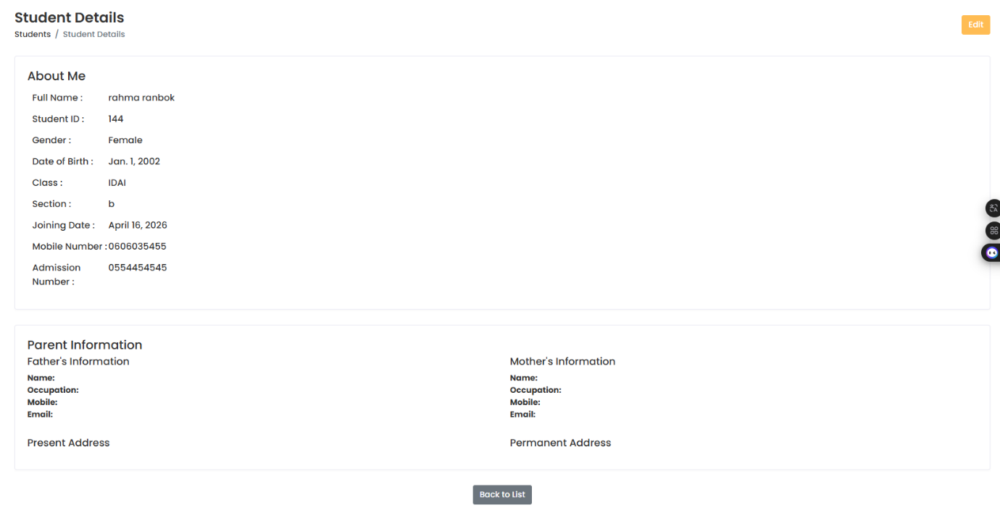 Student Details
Students / Student Details
Edit
About Me
Full Name : rahma ranbok
Student ID : 144
Gender : Female
Date of Birth : Jan. 1, 2002
Class : IDAI
Section : b
Joining Date : April 16, 2026
Mobile Number : 0606035455
Admission Number : 0554454545
Parent Information
Father's Information
Name:
Occupation:
Mobile:
Email:
Mother's Information
Name:
Occupation:
Mobile:
Email:
Present Address
Permanent Address
Back to List